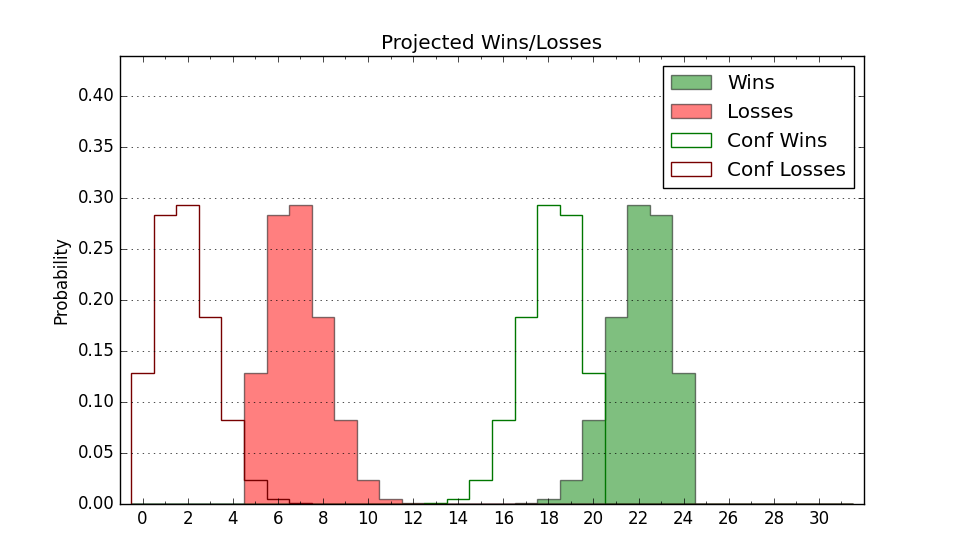 Projected Wins/Losses
Wins
Losses
Conf Wins
Conf Losses
Probability
0.40
0.35
0.30
0.25
0.20
0.15
0.10
0.05
0.00
0 2 4 6 8 10 12 14 16 18 20 22 24 26 28 30